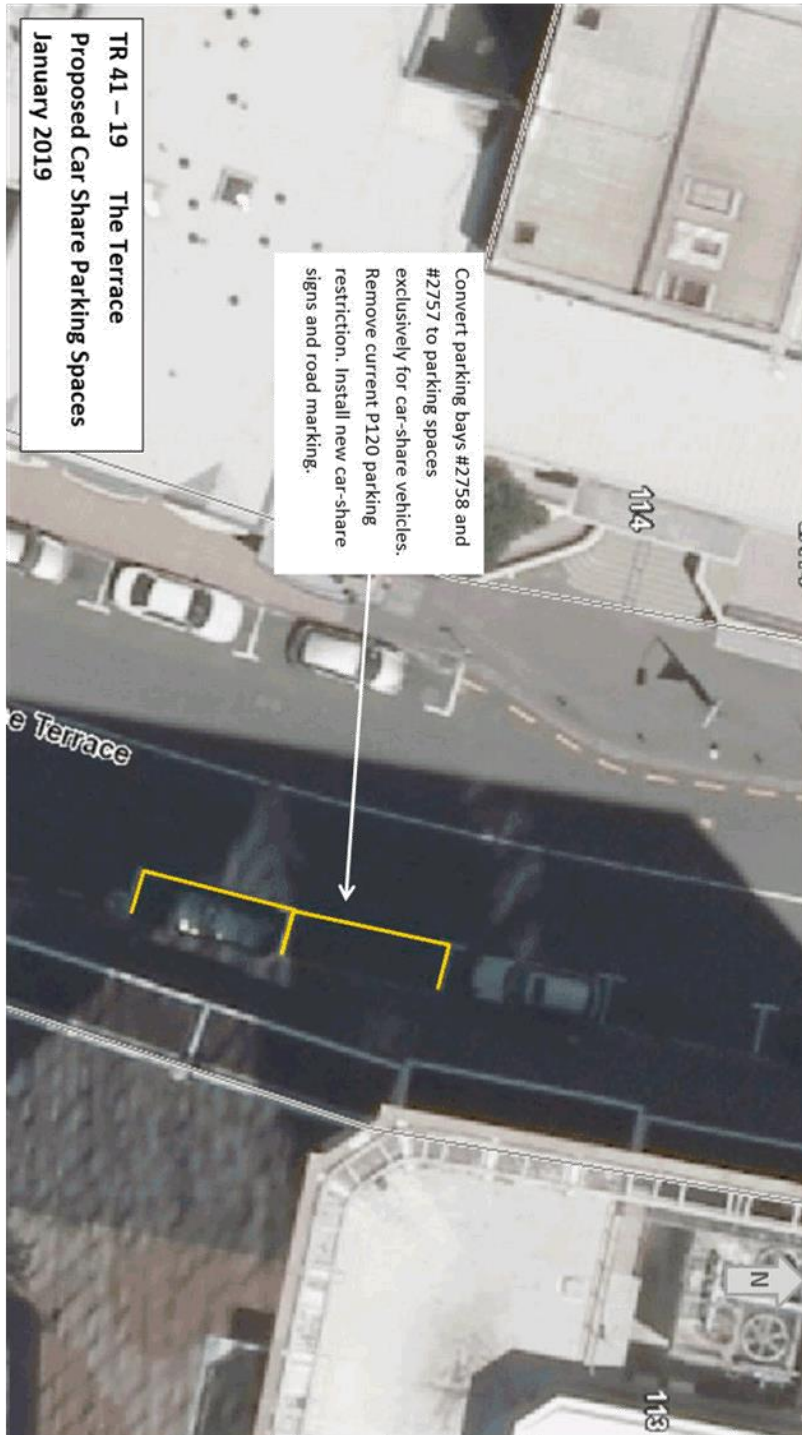 TR 41 – 19 The Terrace
Proposed Car Share Parking Spaces
January 2019
Convert parking bays #2758 and
#2757 to parking spaces
exclusively for car-share vehicles.
Remove current P120 parking
restriction. Install new car-share
signs and road marking.
114
e Terrace
N
113